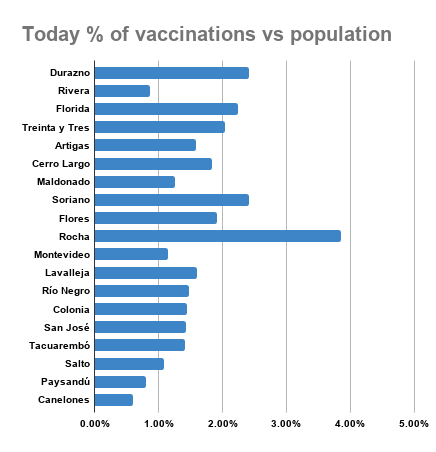 Today % of vaccinations vs population
Durazno
Rivera
Florida
Treinta y Tres
Artigas
Cerro Largo
Maldonado
Soriano
Flores
Rocha
Montevideo
Lavalleja
Río Negro
Colonia
San José
Tacuarembó
Salto
Paysandú
Canelones
0.00% 1.00% 2.00% 3.00% 4.00% 5.00%